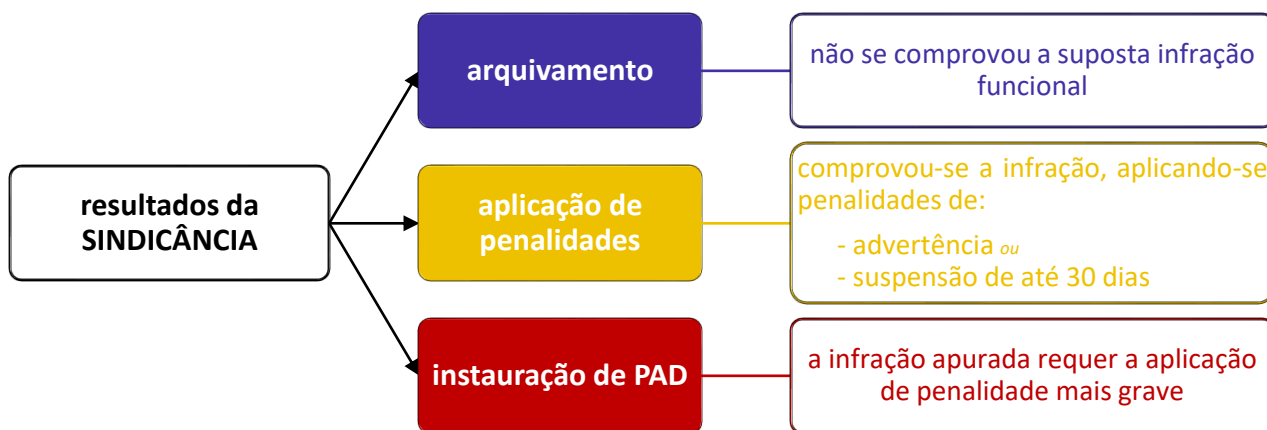 resultados da
SINDICÂNCIA
arquivamento
não se comprovou a suposta infração
funcional
aplicação de
penalidades
comprovou-se a infração, aplicando-se
penalidades de:
- advertência ou
- suspensão de até 30 dias
instauração de PAD
a infração apurada requer a aplicação
de penalidade mais grave